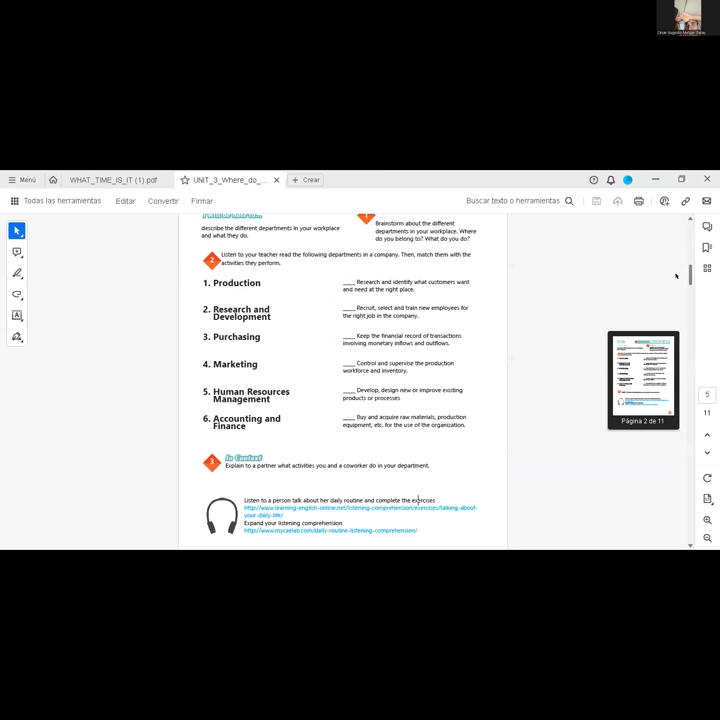 Cesar Augusto Melgar Garay
Menú
WHAT_TIME_IS_IT (1).pdf
UNIT_3_Where_do_...
Crear
Todas las herramientas
Editar
Convertir
Firmar
Buscar texto o herramientas
describe the different departments in your workplace
and what they do.
1
Brainstorm about the different
departments in your workplace. Where
do you belong to? What do you do?
2
Listen to your teacher read the following departments in a company. Then, match them with the
activities they perform.
1. Production
____ Research and identify what customers want
and need at the right place.
2. Research and
Development
____ Recruit, select and train new employees for
the right job in the company.
3. Purchasing
____ Keep the financial record of transactions
involving monetary inflows and outflows.
4. Marketing
____ Control and supervise the production
workforce and inventory.
5. Human Resources
Management
____ Develop, design new or improve existing
products or processes
6. Accounting and
Finance
____ Buy and acquire raw materials, production
equipment, etc. for the use of the organization.
3
In Context
Explain to a partner what activities you and a coworker do in your department.
Listen to a person talk about her daily routine and complete the exercises
http://www.learning-english-online.net/listening-comprehension/exercises/talking-about-
your-daily-life/
Expand your listening comprehension
http://www.mycaelab.com/daily-routine-listening-comprehension/
Página 2 de 11
5
11